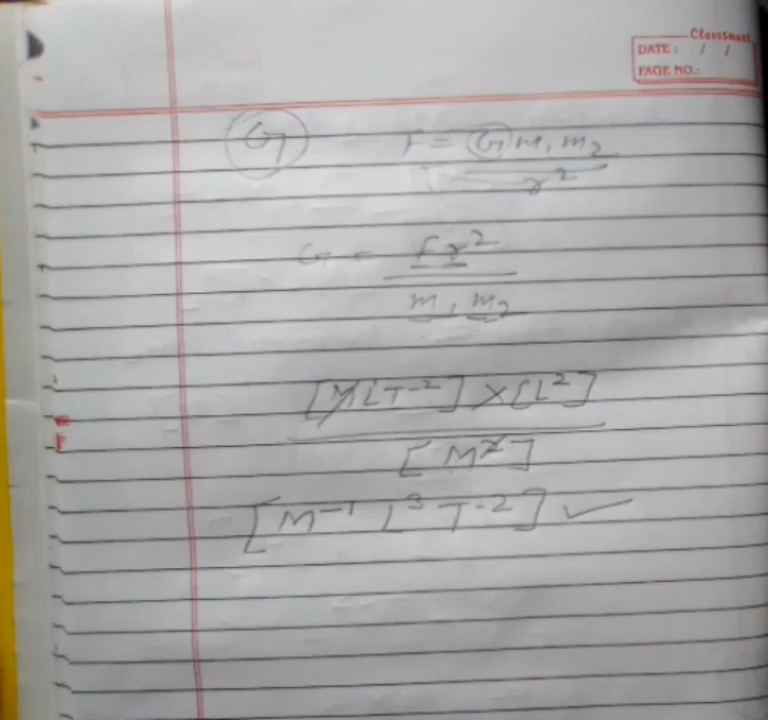 Classmate
DATE: / /
PAGE NO.:
G F = G m₁ m₂ / r²
G = F r² / m₁ m₂
[M L T⁻²] × [L²]
[M²]
[M⁻¹ L³ T⁻²] ✓